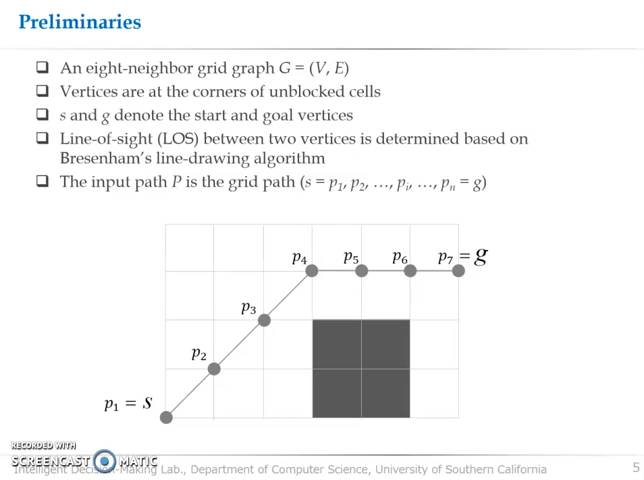 Preliminaries
❑ An eight-neighbor grid graph G = (V, E)
❑ Vertices are at the corners of unblocked cells
❑ s and g denote the start and goal vertices
❑ Line-of-sight (LOS) between two vertices is determined based on
Bresenham's line-drawing algorithm
❑ The input path P is the grid path (s = p₁, p₂, …, pᵢ, …, pₙ = g)
p₄ p₅ p₆ p₇ = g
p₃
p₂
p₁ = s
RECORDED WITH
SCREENCAST MATIC
Intelligent Decision-Making Lab., Department of Computer Science, University of Southern California 5